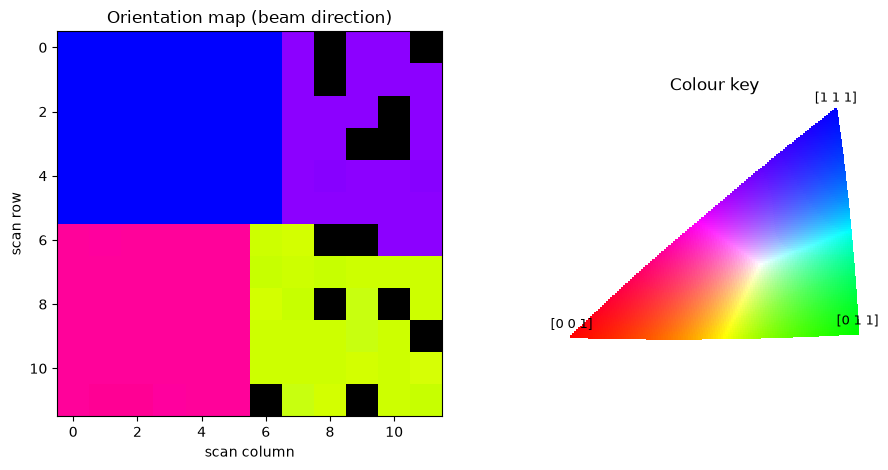 Orientation map (beam direction)
scan row
0
2
4
6
8
10
0 2 4 6 8 10
scan column
Colour key
[1 1 1]
[0 0 1]
[0 1 1]